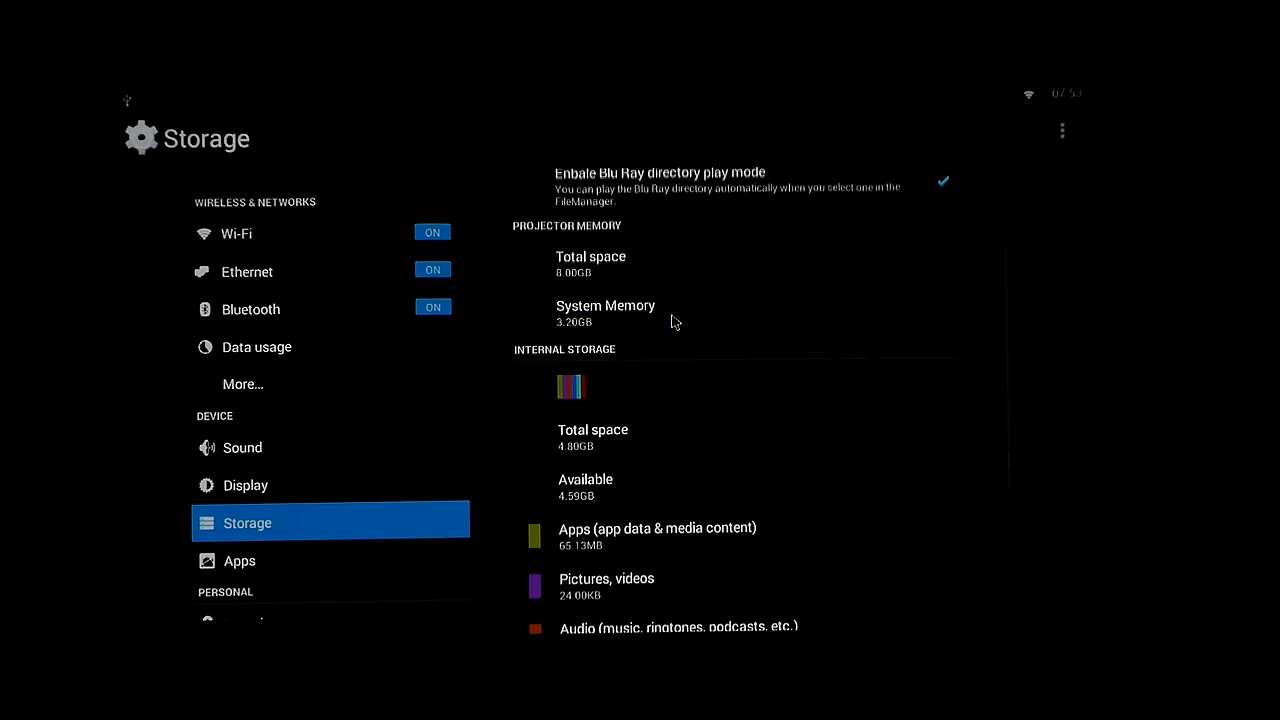 07:53
Storage
WIRELESS & NETWORKS
Wi-Fi ON
Ethernet ON
Bluetooth ON
Data usage
More...
DEVICE
Sound
Display
Storage
Apps
PERSONAL
Enbale Blu Ray directory play mode
You can play the Blu Ray directory automatically when you select one in the
FileManager.
PROJECTOR MEMORY
Total space
8.00GB
System Memory
3.20GB
INTERNAL STORAGE
Total space
4.80GB
Available
4.59GB
Apps (app data & media content)
65.13MB
Pictures, videos
24.00KB
Audio (music, ringtones, podcasts, etc.)